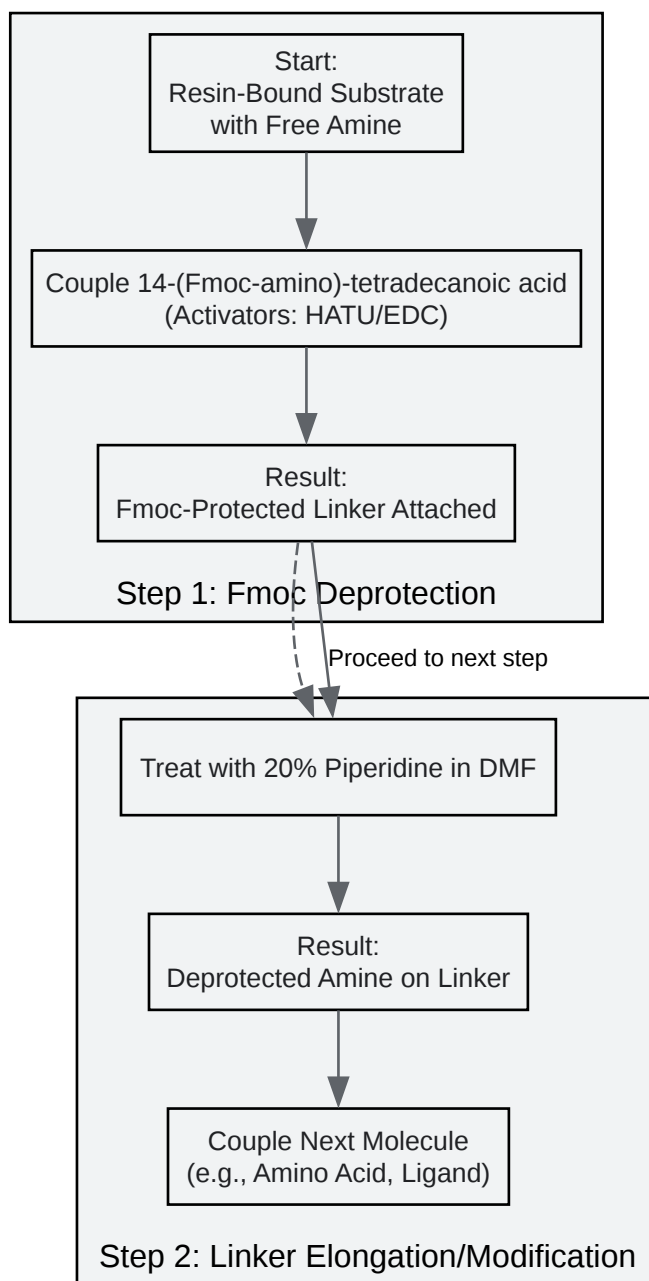 Start:
Resin-Bound Substrate
with Free Amine
Couple 14-(Fmoc-amino)-tetradecanoic acid
(Activators: HATU/EDC)
Result:
Fmoc-Protected Linker Attached
Step 1: Fmoc Deprotection
Proceed to next step
Treat with 20% Piperidine in DMF
Result:
Deprotected Amine on Linker
Couple Next Molecule
(e.g., Amino Acid, Ligand)
Step 2: Linker Elongation/Modification